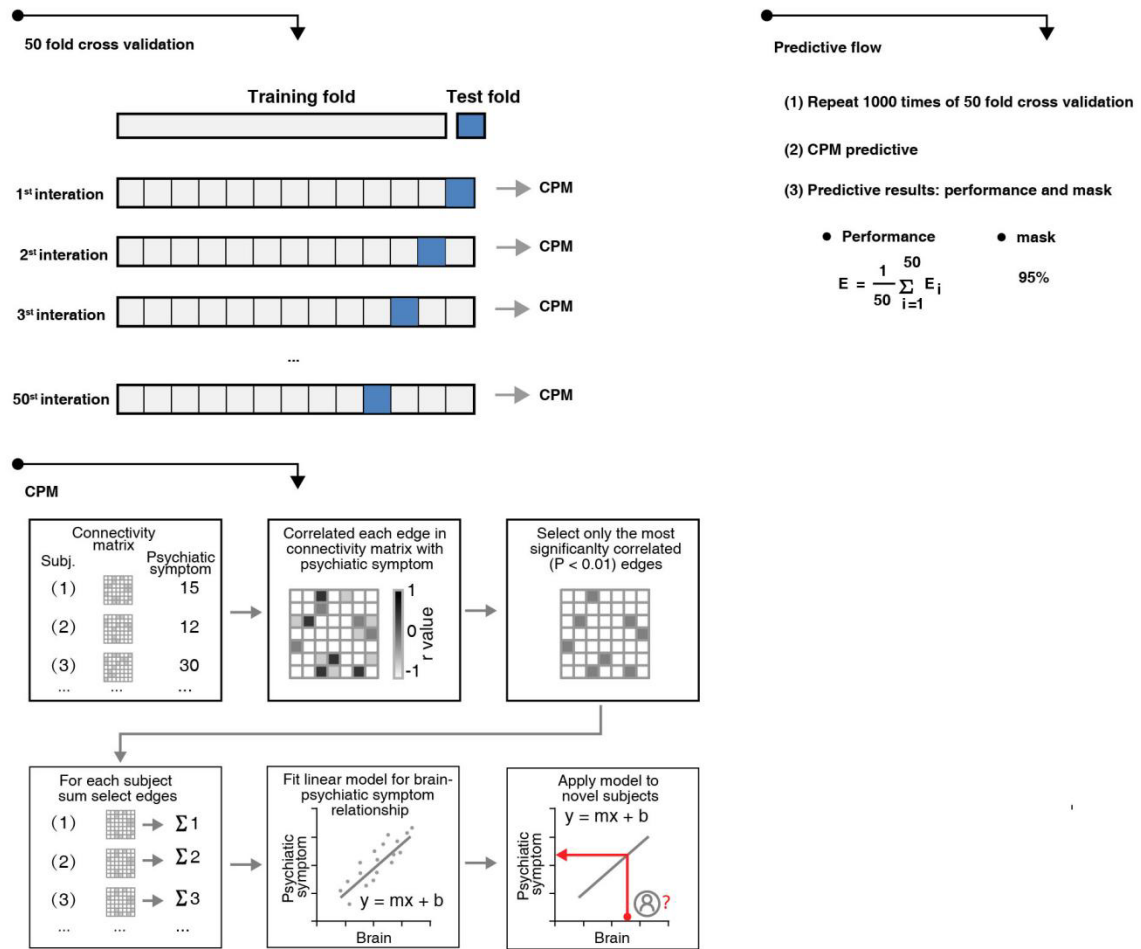 50 fold cross validation
Training fold
Test fold
1st interation
CPM
2st interation
CPM
3st interation
CPM
...
50st interation
CPM
Predictive flow
(1) Repeat 1000 times of 50 fold cross validation
(2) CPM predictive
(3) Predictive results: performance and mask
● Performance
● mask
E = 1/50 Σ i=1 50 E i
95%
CPM
Connectivity
matrix
Subj.
Psychiatic
symptom
(1)
15
(2)
12
(3)
30
...
...
...
Correlated each edge in
connectivity matrix with
psychiatic symptom
1
0
-1
r value
Select only the most
significanlty correlated
(P < 0.01) edges
For each subject
sum select edges
(1)
Σ1
(2)
Σ2
(3)
Σ3
...
...
...
Fit linear model for brain-
psychiatic symptom
relationship
Psychiatic
symptom
y = mx + b
Brain
Apply model to
novel subjects
y = mx + b
Psychiatic
symptom
?
Brain